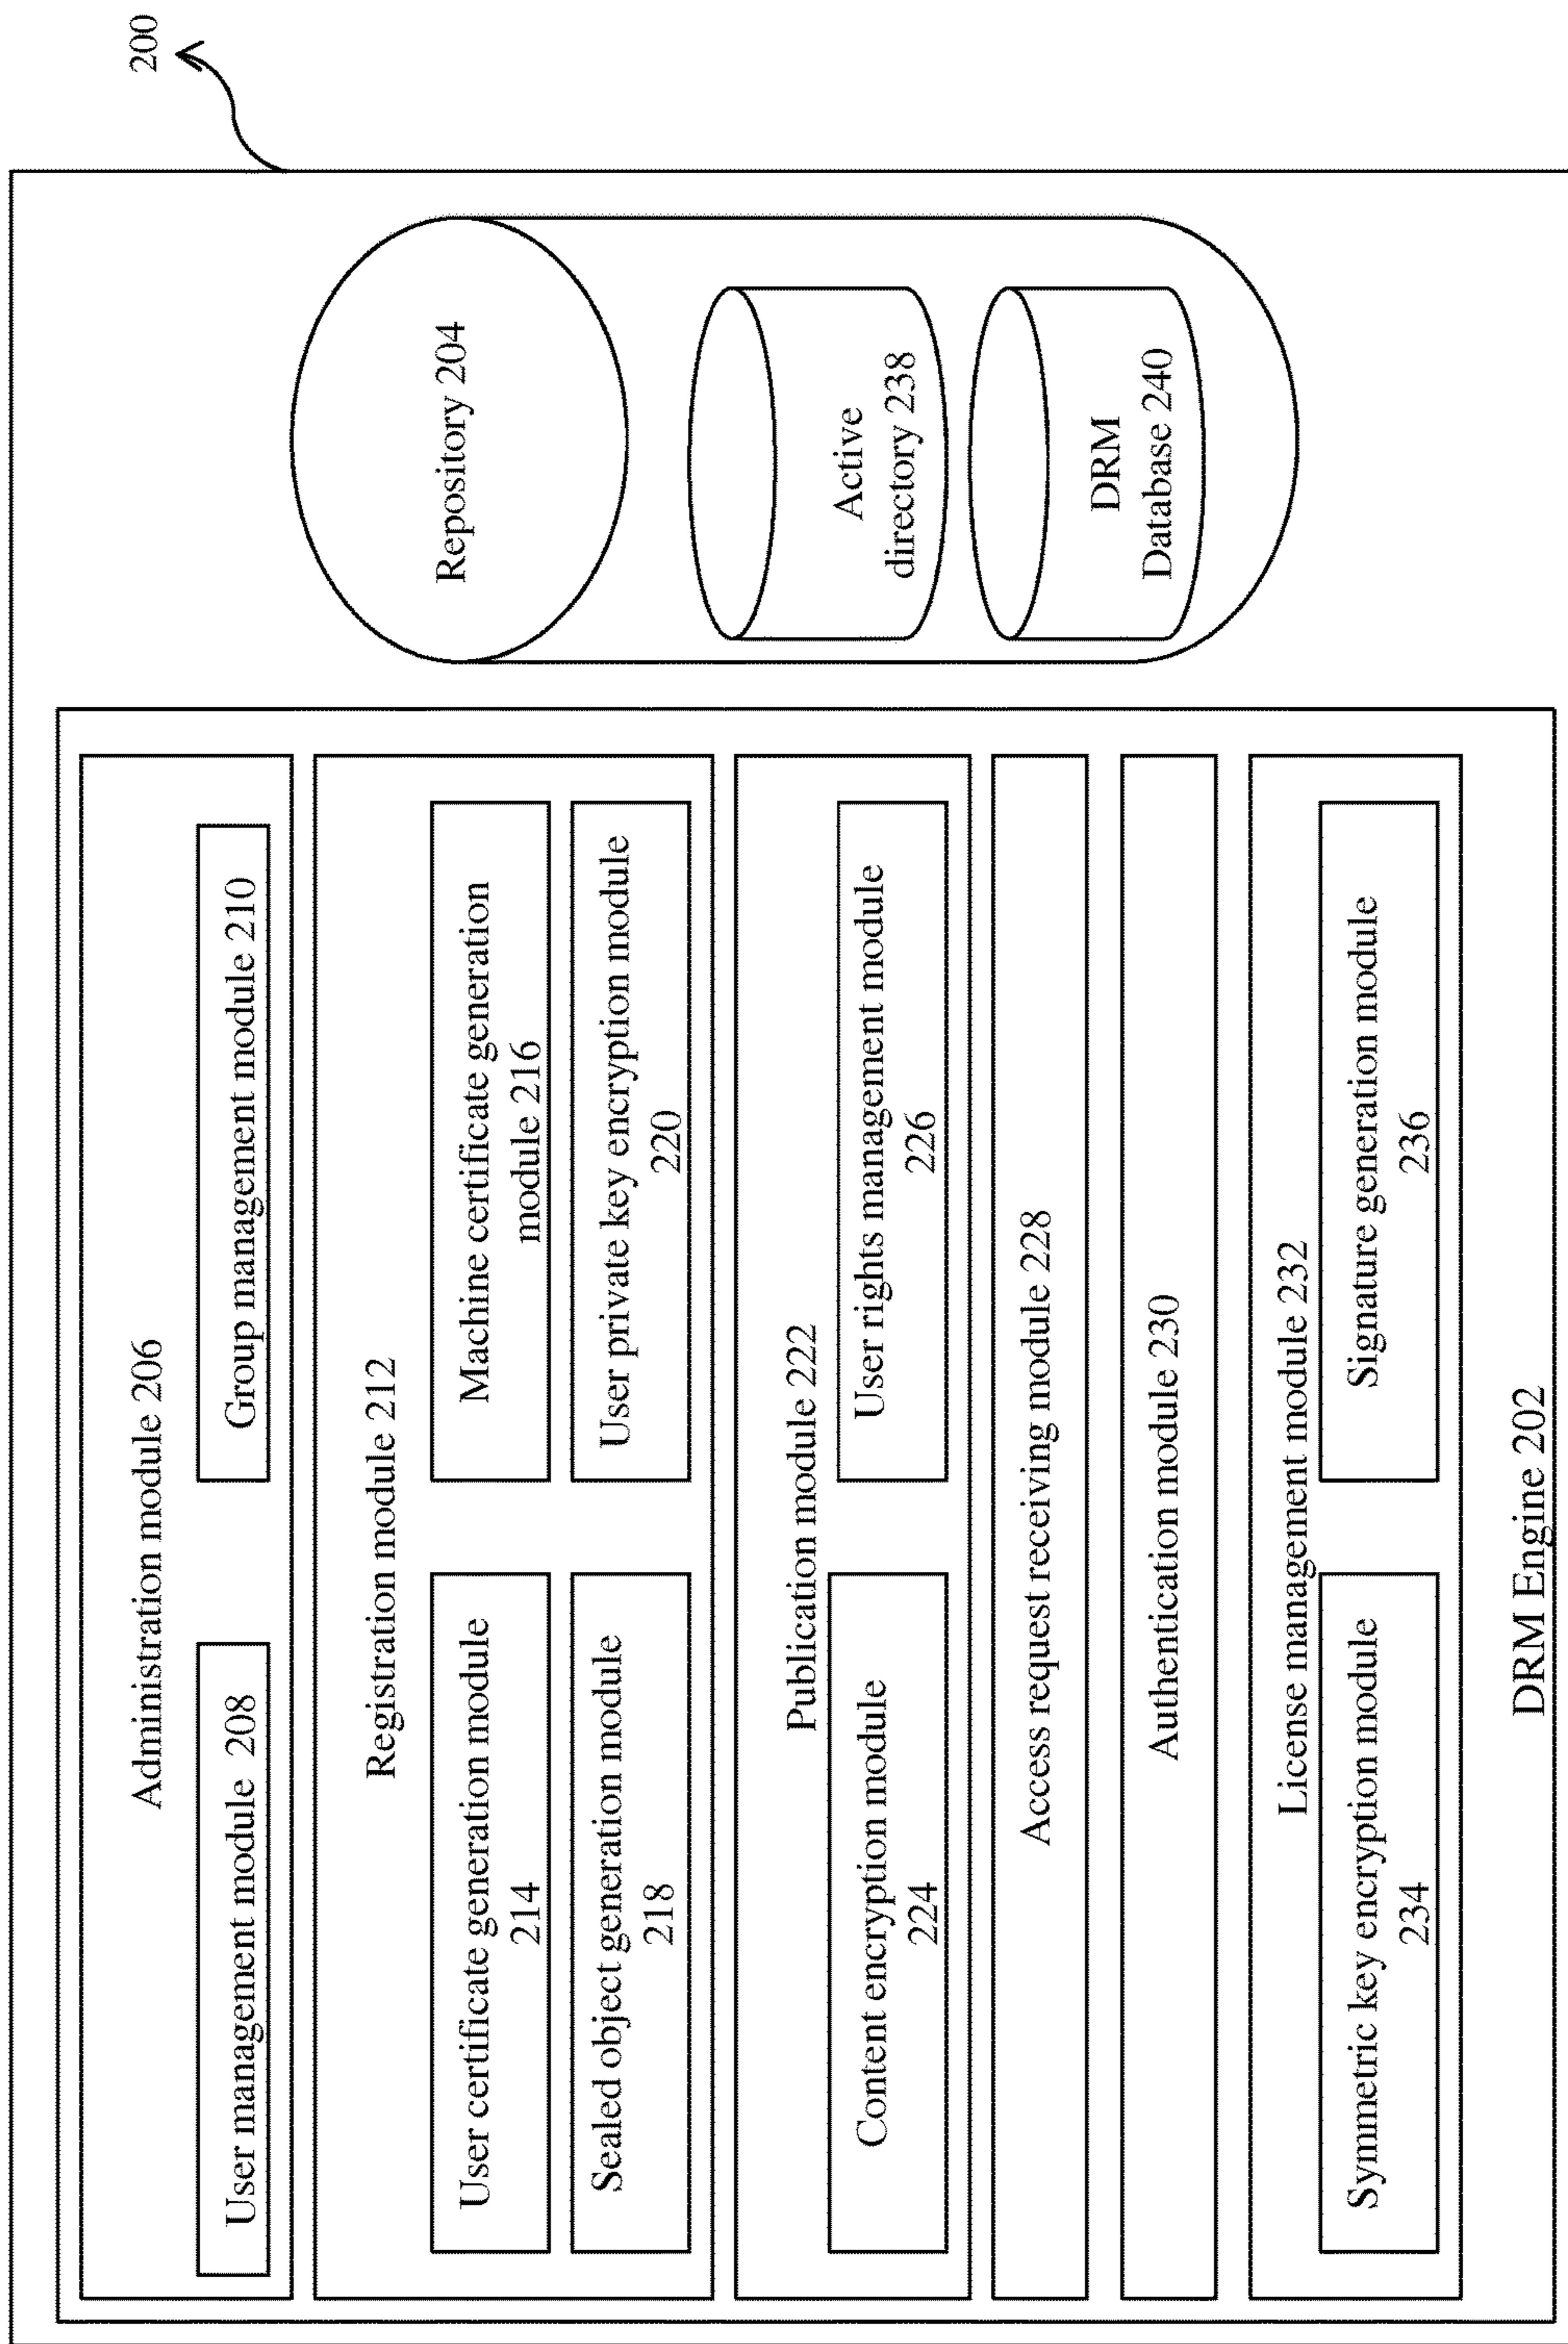 200
Administration module 206
User management module 208
Group management module 210
Registration module 212
User certificate generation module
214
Machine certificate generation
module 216
Sealed object generation module
218
User private key encryption module
220
Publication module 222
Content encryption module
224
User rights management module
226
Access request receiving module 228
Authentication module 230
License management module 232
Symmetric key encryption module
234
Signature generation module
236
DRM Engine 202
Repository 204
Active
directory 238
DRM
Database 240